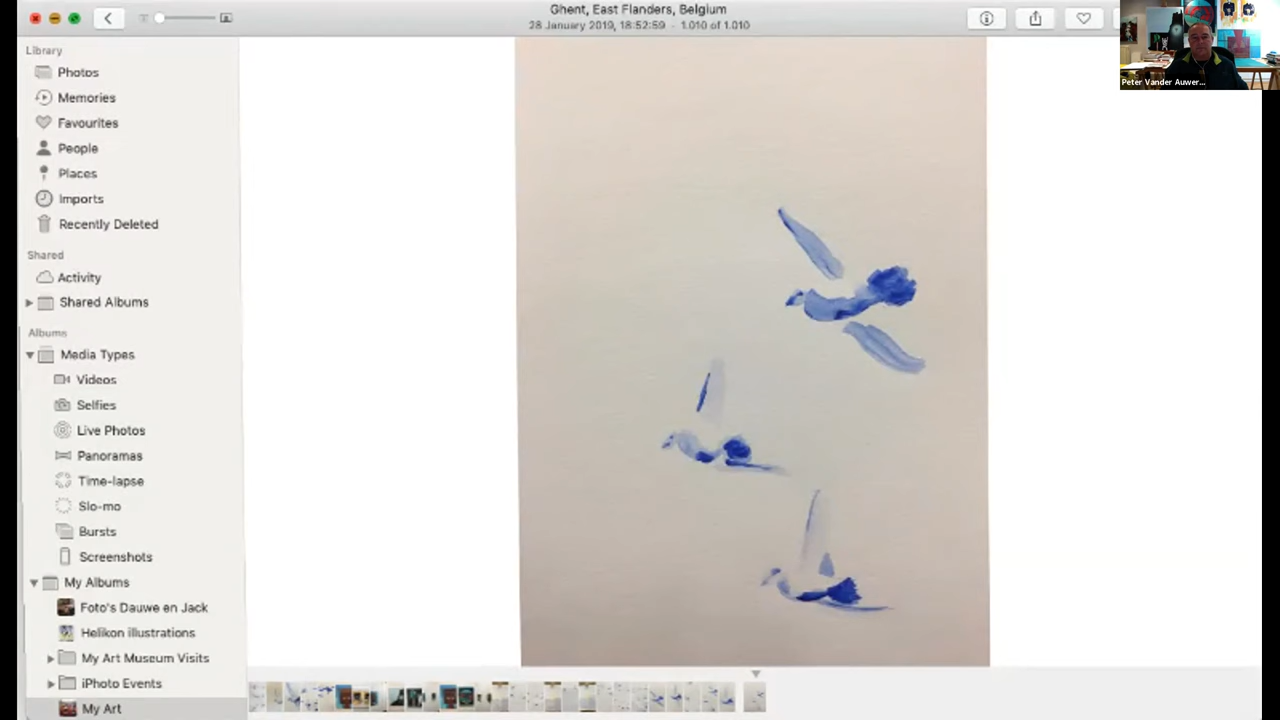 Ghent, East Flanders, Belgium
28 January 2019, 18:52:59 · 1.010 of 1.010
Peter Vander Auwer...
Library
Photos
Memories
Favourites
People
Places
Imports
Recently Deleted
Shared
Activity
Shared Albums
Albums
Media Types
Videos
Selfies
Live Photos
Panoramas
Time-lapse
Slo-mo
Bursts
Screenshots
My Albums
Foto's Dauwe en Jack
Helikon illustrations
My Art Museum Visits
iPhoto Events
My Art